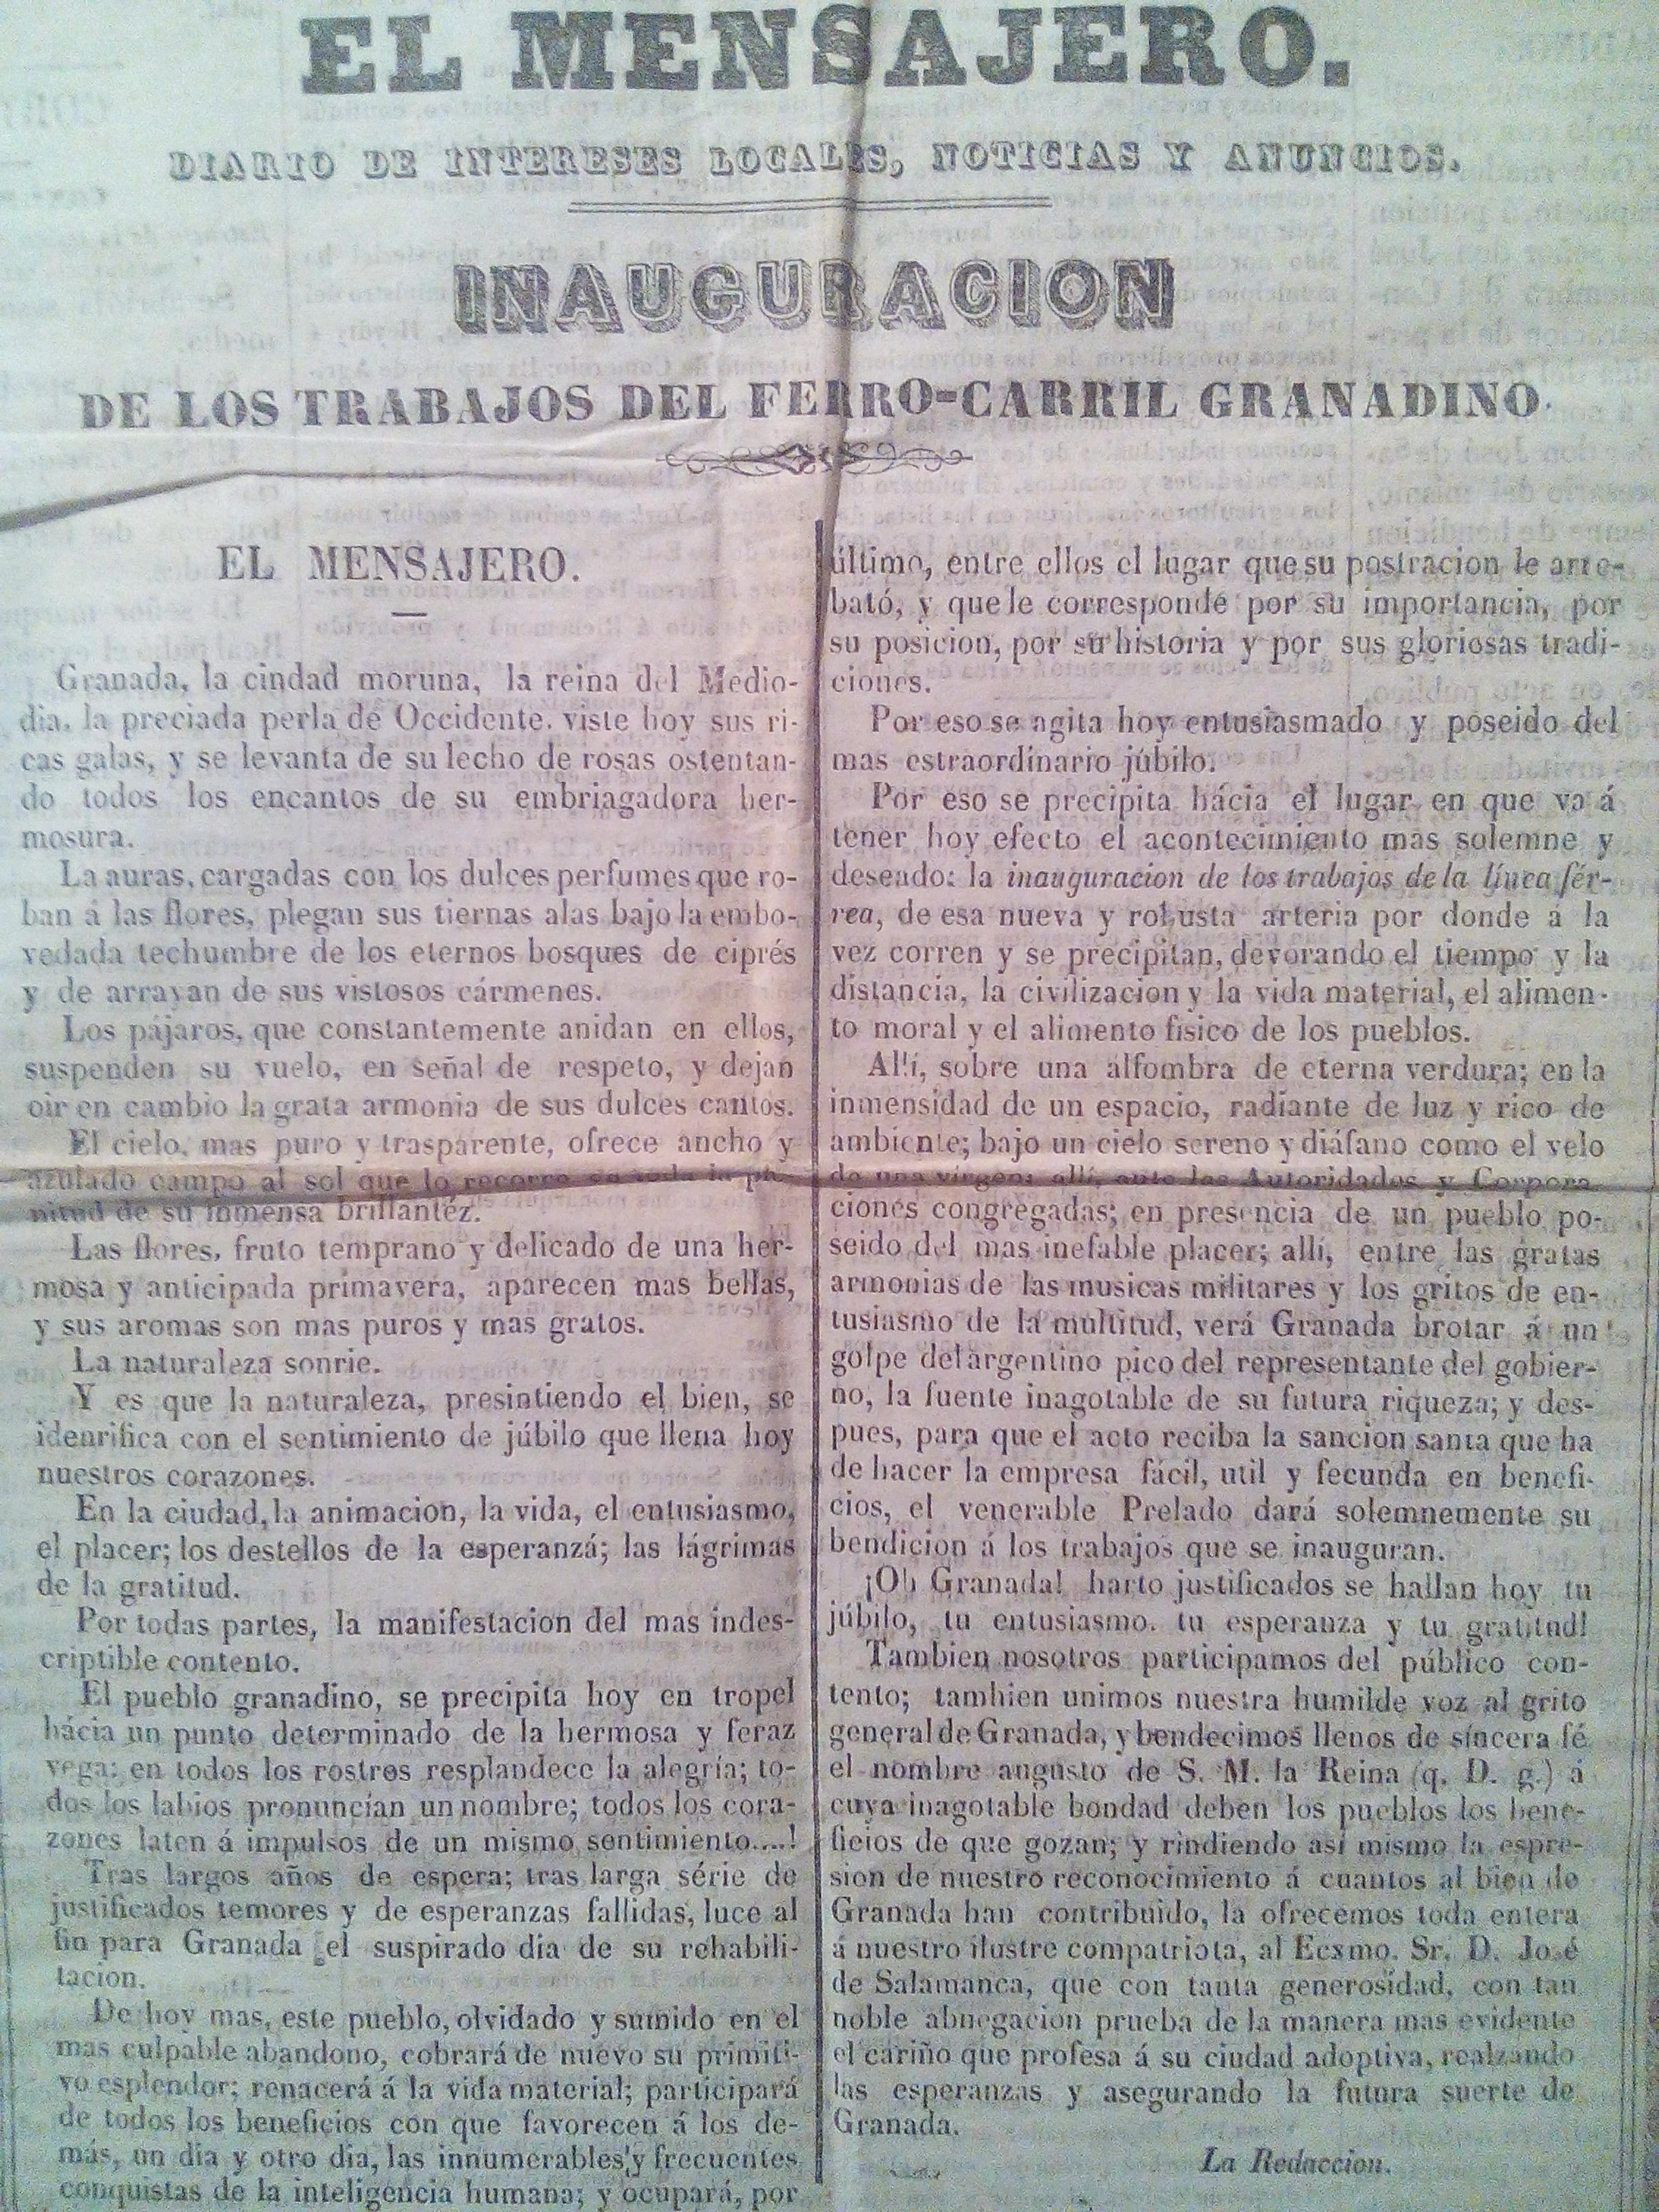 EL MENSAJERO.
DIARIO DE INTERESES LOCALES, NOTICIAS Y ANUNCIOS.
INAUGURACION
DE LOS TRABAJOS DEL FERRO-CARRIL GRANADINO.
EL MENSAJERO.
Granada, la ciudad moruna, la reina del Medio-
dia, la preciada perla de Occidente, viste hoy sus ri-
cas galas, y se levanta de su lecho de rosas ostentan-
do todos los encantos de su embriagadora her-
mosura.
La auras, cargadas con los dulces perfumes que ro-
ban á las flores, plegan sus tiernas alas bajo la embo-
vedada techumbre de los eternos bosques de ciprés
y de arrayan de sus vistosos cármenes.
Los pájaros, que constantemente anidan en ellos,
suspenden su vuelo, en señal de respeto, y dejan
oir en cambio la grata armonia de sus dulces cantos.
El cielo, mas puro y trasparente, ofrece ancho y
azulado campo al sol que lo recorre en toda la ple-
nitud de su inmensa brillantéz.
Las flores, fruto temprano y delicado de una her-
mosa y anticipada primavera, aparecen mas bellas,
y sus aromas son mas puros y mas gratos.
La naturaleza sonrie.
Y es que la naturaleza, presintiendo el bien, se
idenrifica con el sentimiento de júbilo que llena hoy
nuestros corazones.
En la ciudad, la animacion, la vida, el entusiasmo,
el placer; los destellos de la esperanzá; las lágrimas
de la gratitud.
Por todas partes, la manifestacion del mas indes-
criptible contento.
El pueblo granadino, se precipita hoy en tropel
hácia un punto determinado de la hermosa y feraz
vega: en todos los rostros resplandece la alegría; to-
dos los labios pronuncían un nombre; todos los cora-
zones laten á impulsos de un mismo sentimiento....!
Tras largos años de espera; tras larga série de
justificados temores y de esperanzas fallidas, luce al
fin para Granada el suspirado dia de su rehabili-
tacion.
De hoy mas, este pueblo, olvidado y sumido en el
mas culpable abandono, cobrará de nuevo su primiti-
vo esplendor; renacerá á la vida material; participará
de todos los beneficios con que favorecen á los de-
más, un dia y otro dia, las innumerables y frecuentes
conquistas de la inteligencia humana; y ocupará, por
último, entre ellos el lugar que su postracion le arre-
bató, y que le corresponde por su importancia, por
su posicion, por su historia y por sus gloriosas tradi-
ciones.
Por eso se agita hoy entusiasmado y poseido del
mas estraordinario júbilo.
Por eso se precipita hácia el lugar en que va á
tener hoy efecto el acontecimiento mas solemne y
deseado: la inauguracion de los trabajos de la línea fér-
rea, de esa nueva y robusta arteria por donde á la
vez corren y se precipitan, devorando el tiempo y la
distancia, la civilizacion y la vida material, el alimen-
to moral y el alimento fisico de los pueblos.
Allí, sobre una alfombra de eterna verdura; en la
inmensidad de un espacio, radiante de luz y rico de
ambiente; bajo un cielo sereno y diáfano como el velo
de una vírgen; allí, ante las Autoridades y Corpora-
ciones congregadas; en presencia de un pueblo po-
seido del mas inefable placer; allí, entre las gratas
armonias de las musicas militares y los gritos de en-
tusiasmo de la multitud, verá Granada brotar á un
golpe del argentino pico del representante del gobier-
no, la fuente inagotable de su futura riqueza; y des-
pues, para que el acto reciba la sancion santa que ha
de hacer la empresa fácil, util y fecunda en benefi-
cios, el venerable Prelado dará solemnemente su
bendicion á los trabajos que se inauguran.
¡Oh Granada! harto justificados se hallan hoy tu
júbilo, tu entusiasmo, tu esperanza y tu gratitud!
Tambien nosotros participamos del público con-
tento; tambien unimos nuestra humilde voz al grito
general de Granada, y bendecimos llenos de síncera fé
el nombre augusto de S. M. la Reina (q. D. g.) á
cuya inagotable bondad deben los pueblos los bene-
ficios de que gozan; y rindiendo así mismo la espre-
sion de nuestro reconocimiento á cuantos al bien de
Granada han contribuido, la ofrecemos toda entera
á nuestro ilustre compatriota, al Ecxmo. Sr. D. José
de Salamanca, que con tanta generosidad, con tan
noble abnegacion prueba de la manera mas evidente
el cariño que profesa á su ciudad adoptiva, realzando
las esperanzas y asegurando la futura suerte de
Granada.
La Redaccion.